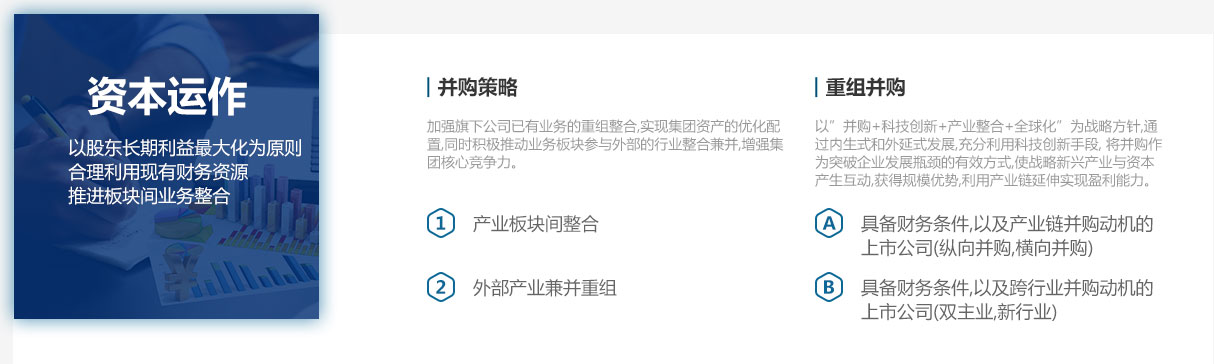 资本运作
以股东长期利益最大化为原则
合理利用现有财务资源
推进板块间业务整合
并购策略
加强旗下公司已有业务的重组整合,实现集团资产的优化配
置,同时积极推动业务板块参与外部的行业整合兼并,增强集
团核心竞争力。
1 产业板块间整合
2 外部产业兼并重组
重组并购
以”并购+科技创新+产业整合+全球化”为战略方针,通
过内生式和外延式发展,充分利用科技创新手段, 将并购作
为突破企业发展瓶颈的有效方式,使战略新兴产业与资本
产生互动,获得规模优势,利用产业链延伸实现盈利能力。
A 具备财务条件,以及产业链并购动机的
上市公司(纵向并购,横向并购)
B 具备财务条件,以及跨行业并购动机的
上市公司(双主业,新行业)